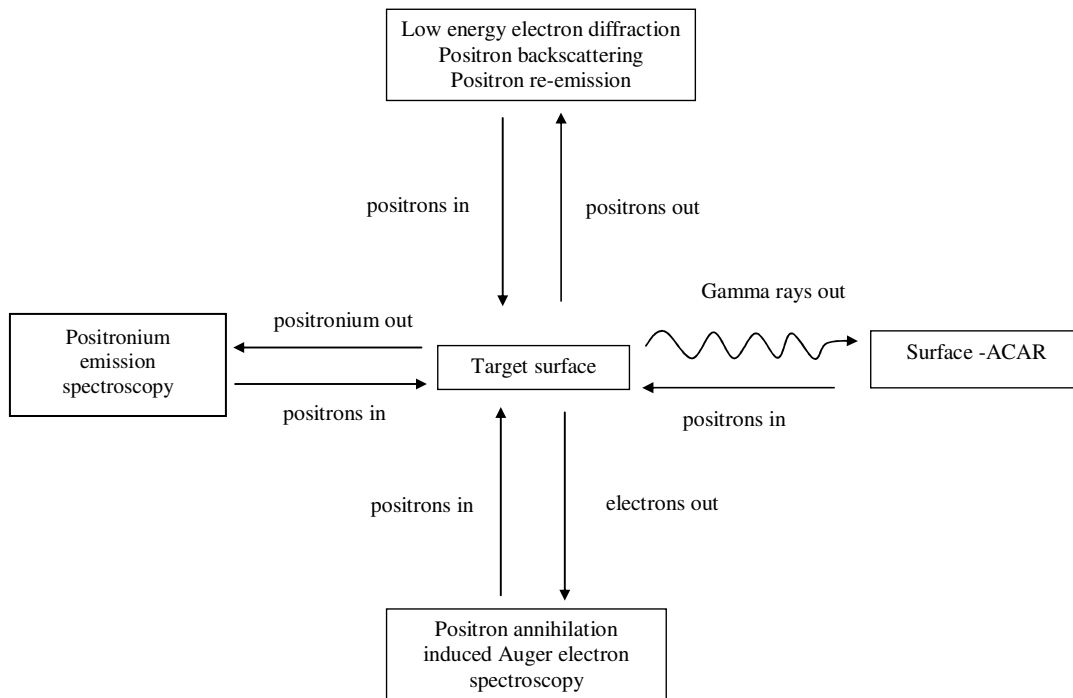 Low energy electron diffraction
Positron backscattering
Positron re-emission
positrons in
positrons out
Gamma rays out
positronium out
Positronium
emission
spectroscopy
Target surface
Surface -ACAR
positrons in
positrons in
positrons in
electrons out
Positron annihilation
induced Auger electron
spectroscopy